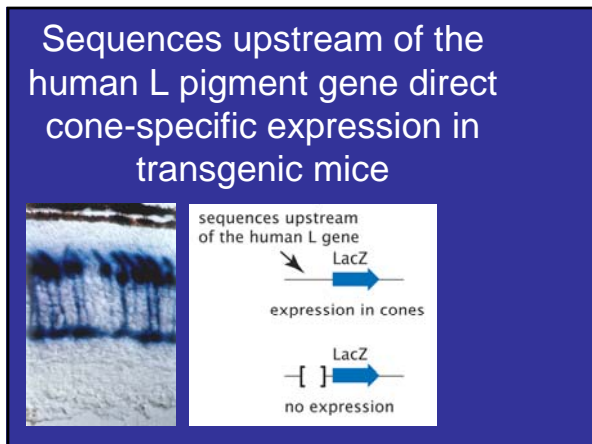 Sequences upstream of the
human L pigment gene direct
cone-specific expression in
transgenic mice
sequences upstream
of the human L gene
LacZ
expression in cones
LacZ
[ ]
no expression